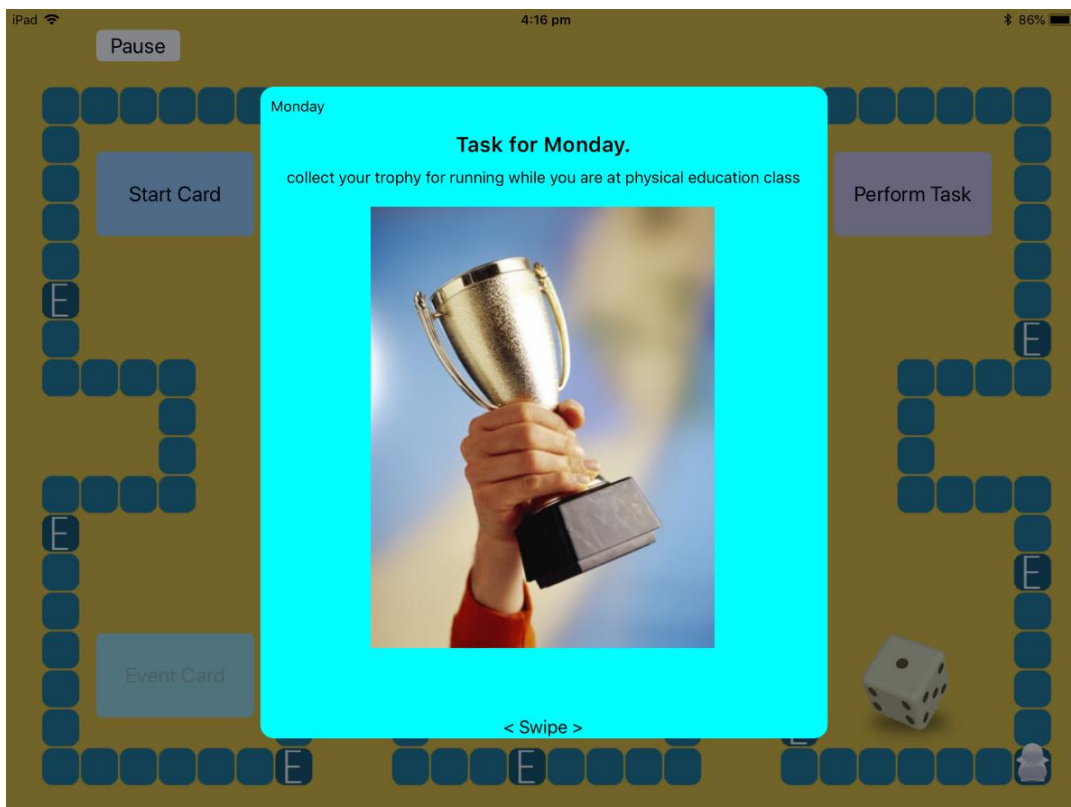 iPad 4:16 pm 86%
Pause
Monday
Task for Monday.
collect your trophy for running while you are at physical education class
Start Card
Perform Task
E
E
E
E
Event Card
< Swipe >
E
E
E